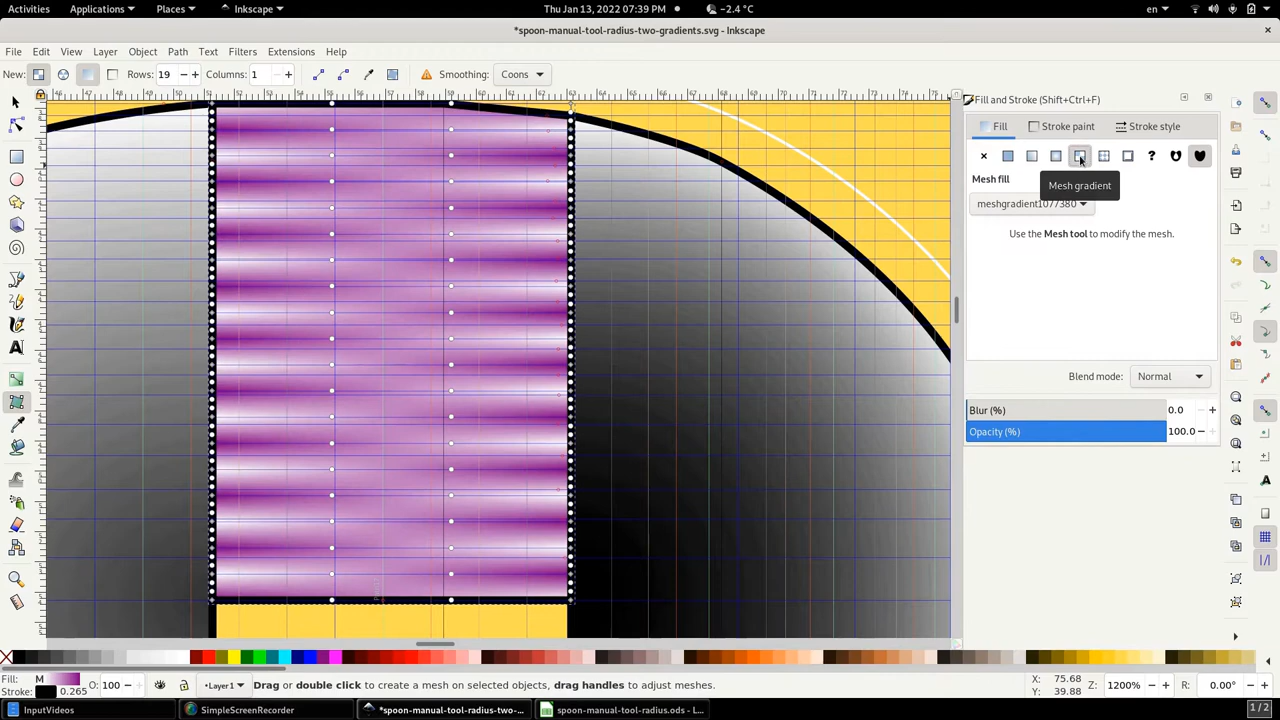 Activities Applications Places Inkscape Thu Jan 13, 2022 07:39 PM -2.4 °C en
*spoon-manual-tool-radius-two-gradients.svg - Inkscape
File Edit View Layer Object Path Text Filters Extensions Help
New: Rows: 19 Columns: 1 Smoothing: Coons
Fill and Stroke (Shift+Ctrl+F)
Fill Stroke paint Stroke style
Mesh fill
Mesh gradient
meshgradient1077380
Use the Mesh tool to modify the mesh.
Blend mode: Normal
Blur (%) 0.0
Opacity (%) 100.0
Fill: M O: 100 Layer1 Drag or double click to create a mesh on selected objects, drag handles to adjust meshes. X: 75.68 Z: 1200% R: 0.00°
Stroke: 0.265 Y: 39.88
InputVideos SimpleScreenRecorder *spoon-manual-tool-radius-two-... spoon-manual-tool-radius.ods - L... 1 / 2